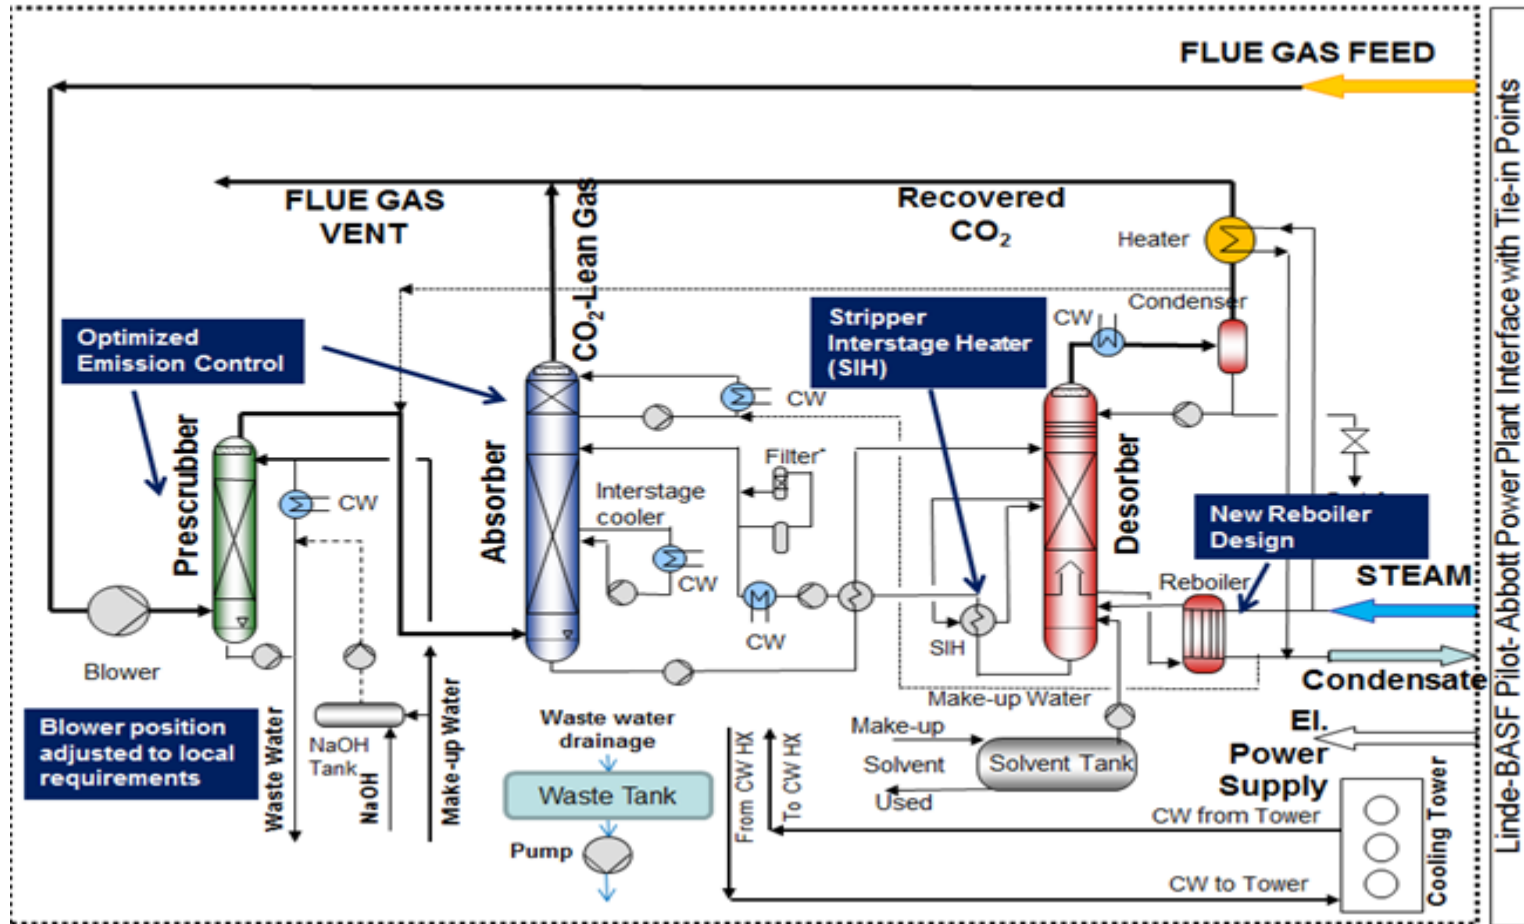 FLUE GAS FEED
FLUE GAS
VENT
CO2-Lean Gas
Recovered
CO2
Heater
Condenser
CW
Optimized
Emission Control
Stripper
Interstage Heater
(SIH)
Prescrubber
CW
Absorber
CW
Filter*
Interstage
cooler
CW
CW
Desorber
SIH
New Reboiler
Design
Reboiler
STEAM
Condensate
Blower
Blower position
adjusted to local
requirements
Waste Water
NaOH
Tank
NaOH
Make-up Water
Waste water
drainage
Waste Tank
Pump
From CW HX
To CW HX
Make-up Water
Make-up
Solvent
Used
Solvent Tank
El.
Power
Supply
CW from Tower
CW to Tower
Cooling Tower
Linde-BASF Pilot- Abbott Power Plant Interface with Tie-in Points